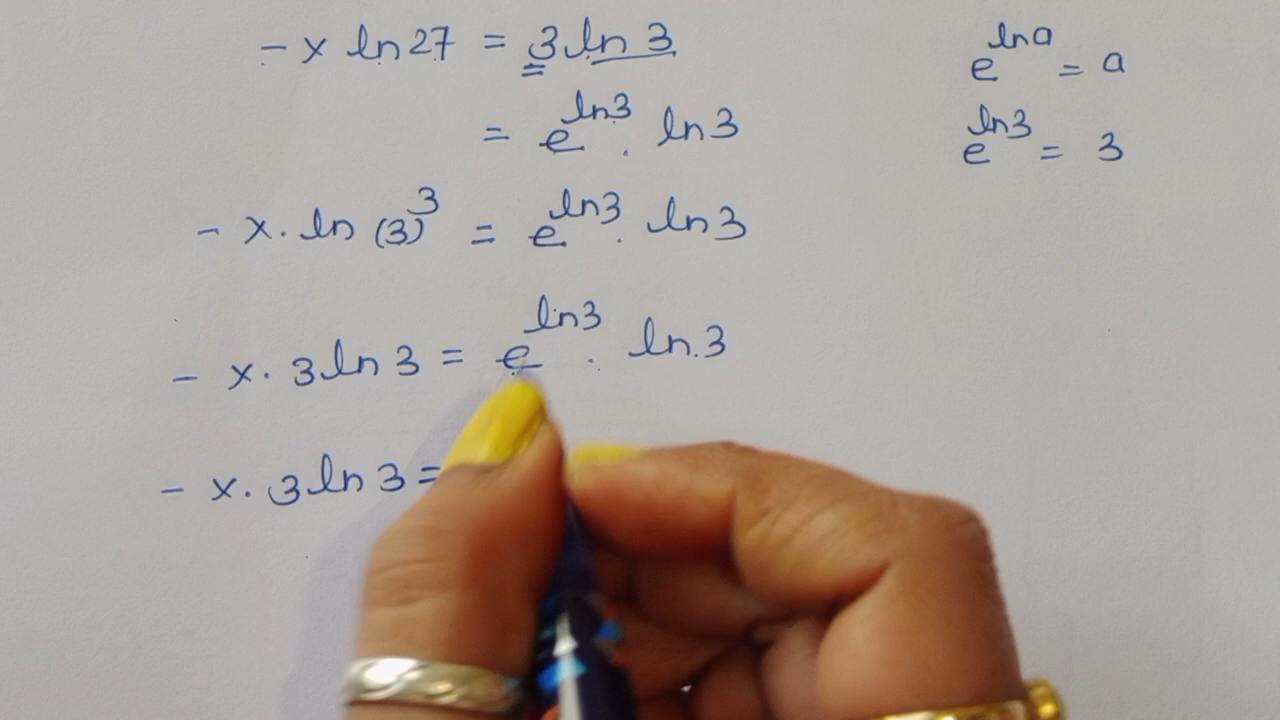 - x ln 27 = 3 ln 3
= e^ln3 . ln 3
- x . ln (3)^3 = e^ln3 . ln 3
- x . 3 ln 3 = e^ln3 . ln 3
- x . 3 ln 3 =
e^ln a = a
e^ln3 = 3